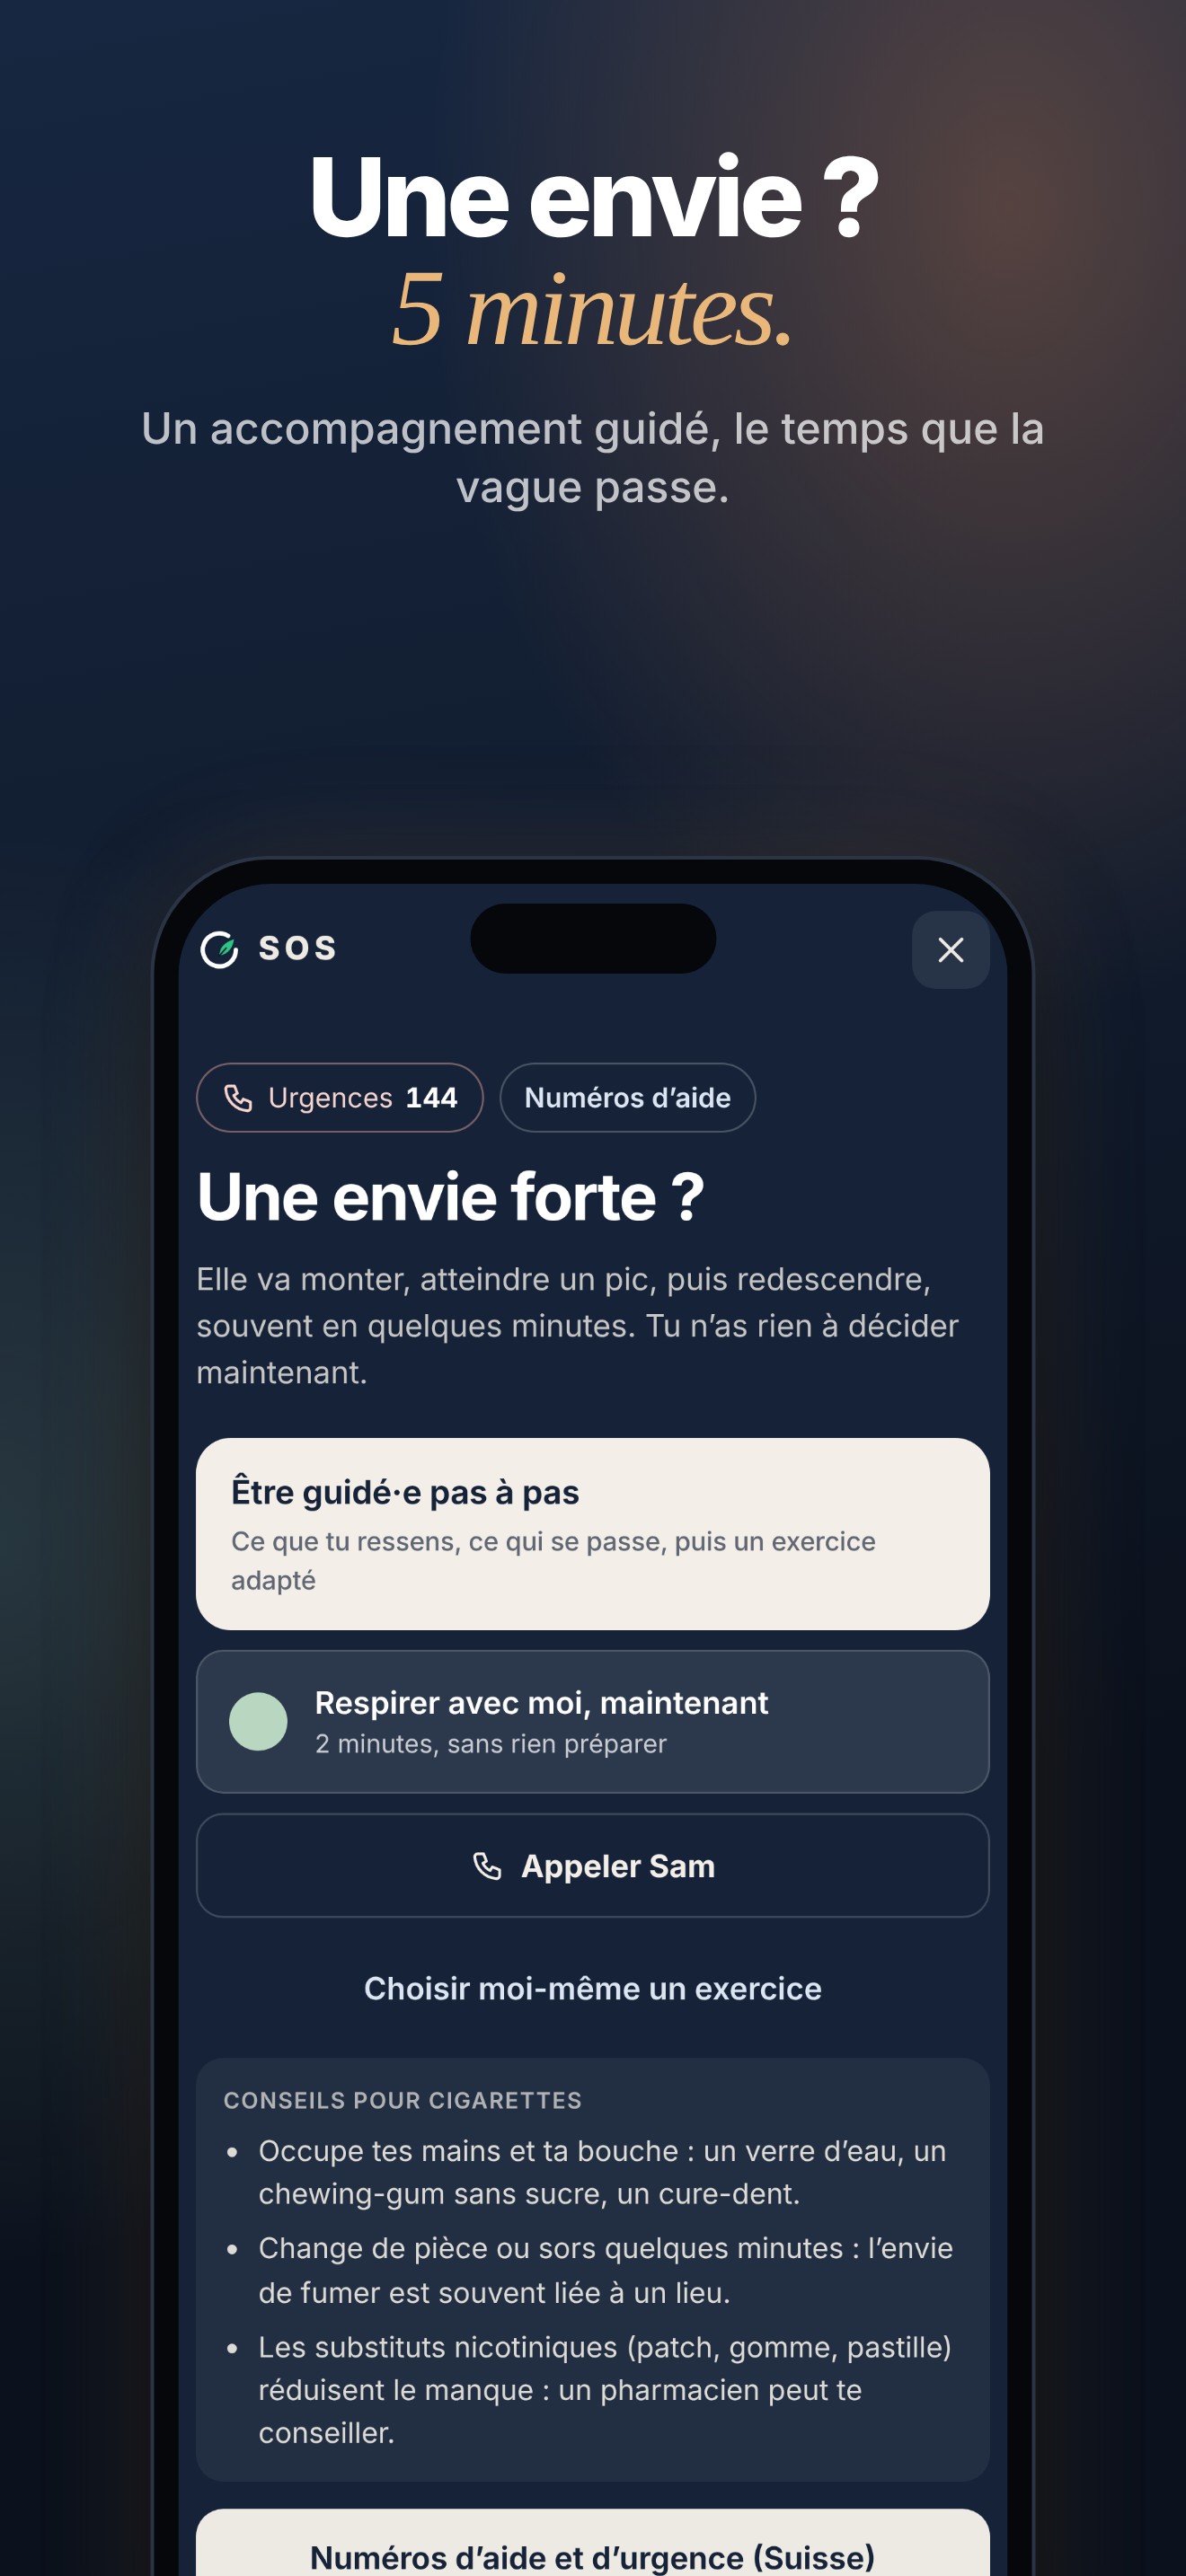 Une envie ?
5 minutes.
Un accompagnement guidé, le temps que la
vague passe.
SOS
Urgences 144
Numéros d’aide
Une envie forte ?
Elle va monter, atteindre un pic, puis redescendre,
souvent en quelques minutes. Tu n’as rien à décider
maintenant.
Être guidé·e pas à pas
Ce que tu ressens, ce qui se passe, puis un exercice
adapté
Respirer avec moi, maintenant
2 minutes, sans rien préparer
Appeler Sam
Choisir moi-même un exercice
CONSEILS POUR CIGARETTES
• Occupe tes mains et ta bouche : un verre d’eau, un
chewing-gum sans sucre, un cure-dent.
• Change de pièce ou sors quelques minutes : l’envie
de fumer est souvent liée à un lieu.
• Les substituts nicotiniques (patch, gomme, pastille)
réduisent le manque : un pharmacien peut te
conseiller.
Numéros d’aide et d’urgence (Suisse)